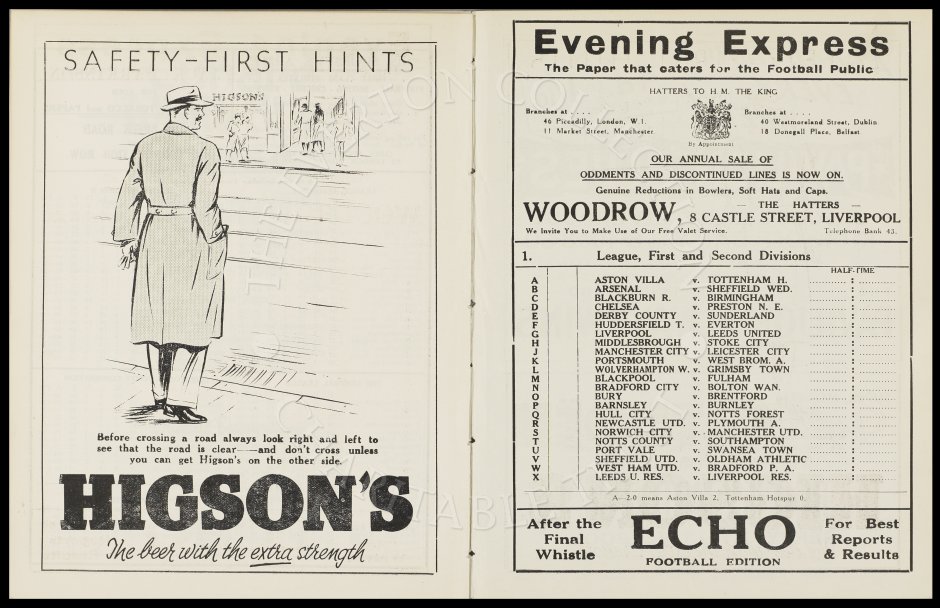 SAFETY-FIRST HINTS
HIGSON'S
Before crossing a road always look right and left to
see that the road is clear—and don't cross unless
you can get Higson's on the other side.
HIGSON'S
The beer with the extra strength
Evening Express
The Paper that caters for the Football Public
HATTERS TO H. M. THE KING
Branches at ....
46 Piccadilly, London, W 1.
11 Market Street, Manchester.
By Appointment
Branches at ....
40 Westmoreland Street, Dublin
18 Donegall Place, Belfast
OUR ANNUAL SALE OF
ODDMENTS AND DISCONTINUED LINES IS NOW ON.
Genuine Reductions in Bowlers, Soft Hats and Caps.
WOODROW, — THE HATTERS —
8 CASTLE STREET, LIVERPOOL
We Invite You to Make Use of Our Free Valet Service. Telephone Bank 43.
1. League, First and Second Divisions
HALF-TIME
A ASTON VILLA v. TOTTENHAM H. .......... : ..........
B ARSENAL v. SHEFFIELD WED. .......... : ..........
C BLACKBURN R. v. BIRMINGHAM .......... : ..........
D CHELSEA v. PRESTON N. E. .......... : ..........
E DERBY COUNTY v. SUNDERLAND .......... : ..........
F HUDDERSFIELD T. v. EVERTON .......... : ..........
G LIVERPOOL v. LEEDS UNITED .......... : ..........
H MIDDLESBROUGH v. STOKE CITY .......... : ..........
J MANCHESTER CITY v. LEICESTER CITY .......... : ..........
K PORTSMOUTH v. WEST BROM. A. .......... : ..........
L WOLVERHAMPTON W. v. GRIMSBY TOWN .......... : ..........
M BLACKPOOL v. FULHAM .......... : ..........
N BRADFORD CITY v. BOLTON WAN. .......... : ..........
O BURY v. BRENTFORD .......... : ..........
P BARNSLEY v. BURNLEY .......... : ..........
Q HULL CITY v. NOTTS FOREST .......... : ..........
R NEWCASTLE UTD. v. PLYMOUTH A. .......... : ..........
S NORWICH CITY v. MANCHESTER UTD. .......... : ..........
T NOTTS COUNTY v. SOUTHAMPTON .......... : ..........
U PORT VALE v. SWANSEA TOWN .......... : ..........
V SHEFFIELD UTD. v. OLDHAM ATHLETIC .......... : ..........
W WEST HAM UTD. v. BRADFORD P. A. .......... : ..........
X LEEDS U. RES. v. LIVERPOOL RES. .......... : ..........
A—2-0 means Aston Villa 2, Tottenham Hotspur 0.
After the
Final
Whistle
ECHO
FOOTBALL EDITION
For Best
Reports
& Results